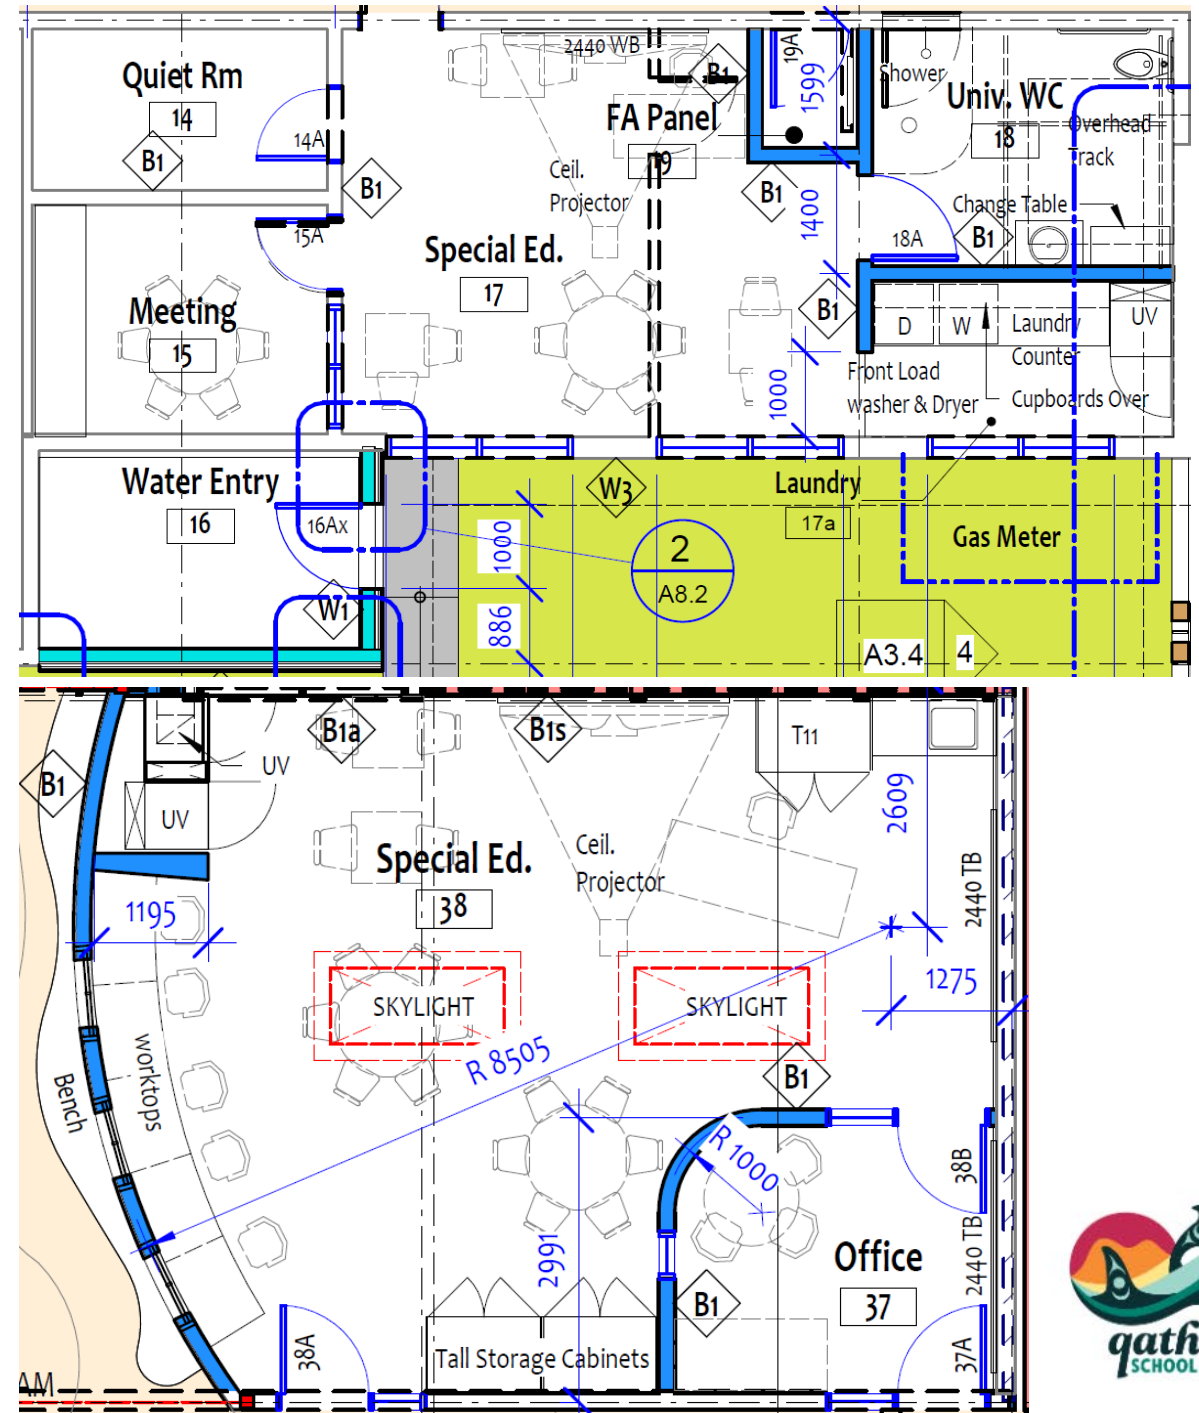 Quiet Rm
14
B1
14A
15A
Meeting
15
B1
2440 WB
Ceil.
Projector
Special Ed.
17
B1
FA Panel
19
19A
1599
B1
1400
B1
1000
Shower
Univ. WC
18
Overhead
Track
Change Table
B1
18A
D
W
Laundry
Counter
UV
Front Load
washer & Dryer
Cupboards Over
Water Entry
16
16Ax
W1
W3
1000
886
2
A8.2
Laundry
17a
Gas Meter
A3.4
4
B1
UV
UV
B1a
B1s
T11
2609
Special Ed.
38
Ceil.
Projector
2440 TB
1195
1275
SKYLIGHT
SKYLIGHT
R 8505
worktops
Bench
B1
R 1000
38B
2991
Office
37
2440 TB
B1
38A
37A
Tall Storage Cabinets
AM
qath
SCHOOL